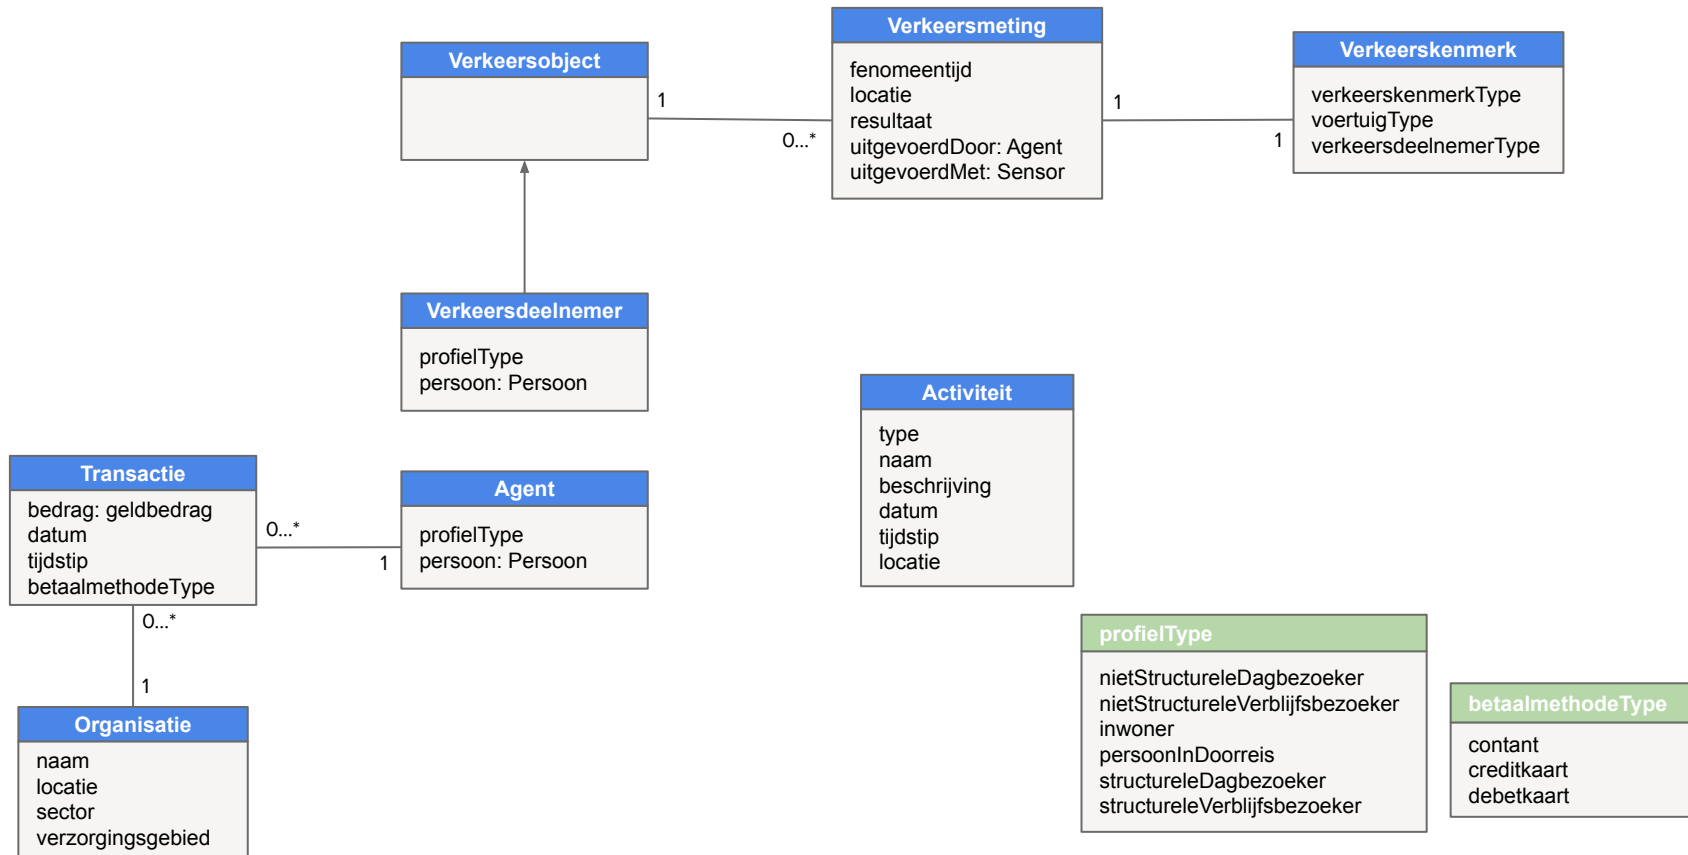 Verkeersobject
1
0...*
Verkeersmeting
fenomeentijd
locatie
resultaat
uitgevoerdDoor: Agent
uitgevoerdMet: Sensor
1
1
Verkeerskenmerk
verkeerskenmerkType
voertuigType
verkeersdeelnemerType
Verkeersdeelnemer
profielType
persoon: Persoon
Activiteit
type
naam
beschrijving
datum
tijdstip
locatie
Transactie
bedrag: geldbedrag
datum
tijdstip
betaalmethodeType
0...*
1
Agent
profielType
persoon: Persoon
0...*
1
Organisatie
naam
locatie
sector
verzorgingsgebied
profielType
nietStructureleDagbezoeker
nietStructureleVerblijfsbezoeker
inwoner
persoonInDoorreis
structureleDagbezoeker
structureleVerblijfsbezoeker
betaalmethodeType
contant
creditkaart
debetkaart